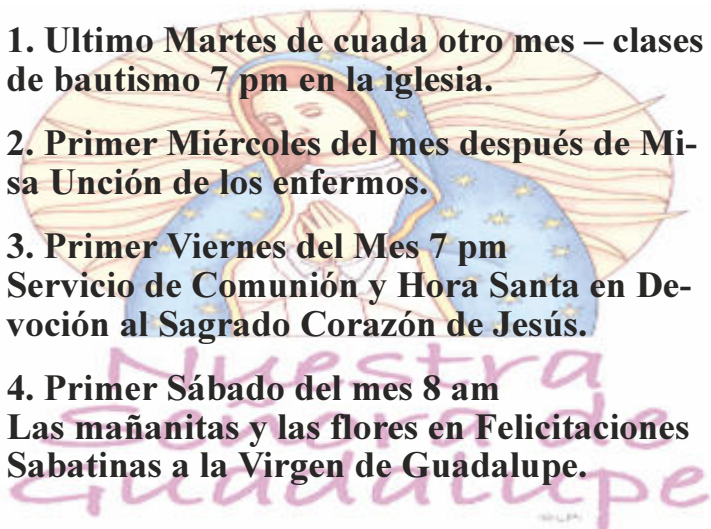 1. Ultimo Martes de cuada otro mes – clases
de bautismo 7 pm en la iglesia.
2. Primer Miércoles del mes después de Mi-
sa Unción de los enfermos.
3. Primer Viernes del Mes 7 pm
Servicio de Comunión y Hora Santa en De-
voción al Sagrado Corazón de Jesús.
4. Primer Sábado del mes 8 am
Las mañanitas y las flores en Felicitaciones
Sabatinas a la Virgen de Guadalupe.
Nuestra
Señora de
Guadalupe